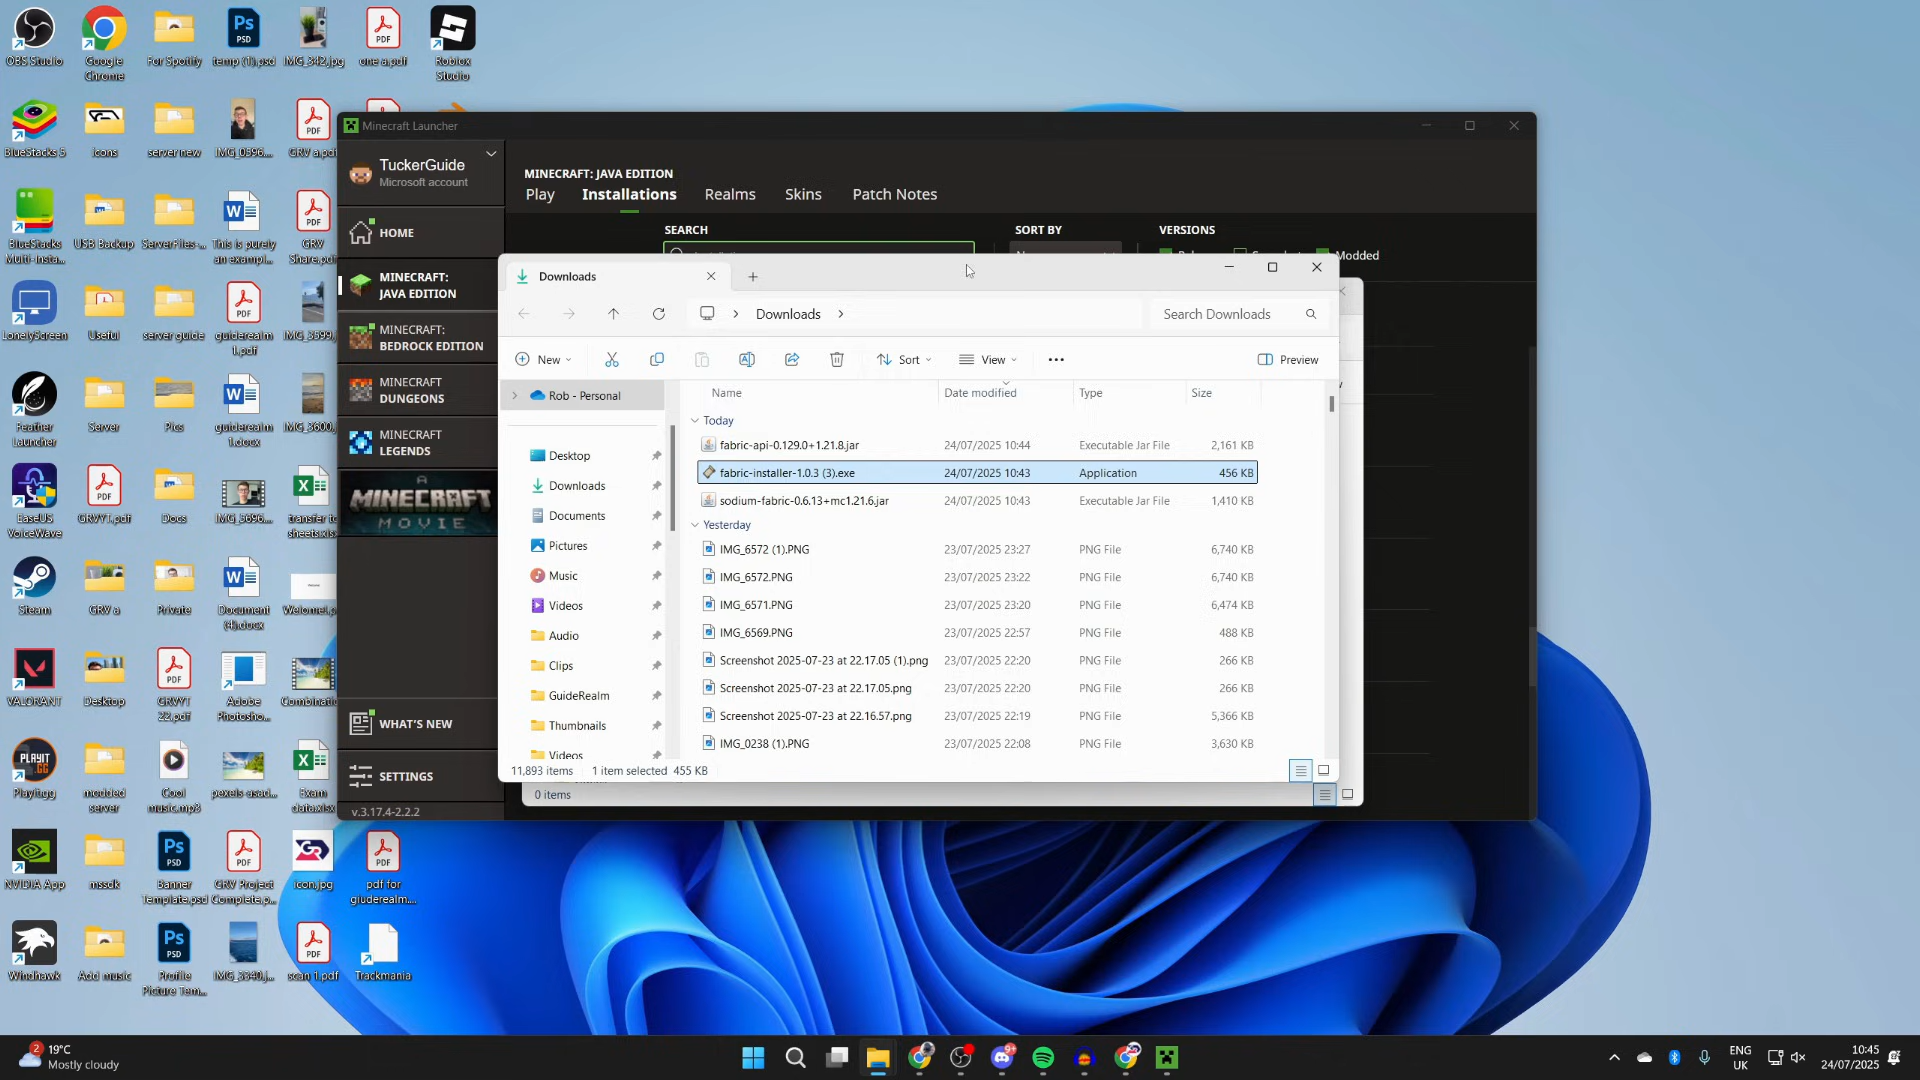 OBS Studio
Google
Chrome
For Spotify
temp (1).psd
IMG_342.jpg
one a.pdf
Roblox
Studio
BlueStacks 5
icons
server new
IMG_0596...
GRV a.pdf
BlueStacks
Multi-Insta...
USB Backup
ServerFiles-...
This is purely
an exampl...
GRV
Share.pdf
LonelyScreen
Useful
server guide
guiderealm
1.pdf
IMG_3599.j
Feather
Launcher
Server
Pics
guiderealm
1.docx
IMG_3600.j
EaseUS
VoiceWave
GRVYT.pdf
Docs
IMG_5696...
transfer to
sheets.xlsx
Steam
GRV a
Private
Document
(4).docx
Welcome!.p
VALORANT
Desktop
GRVYT
22.pdf
Adobe
Photosho...
Combinatio
Playit.gg
modded
server
Cool
music.mp3
pexels-asad...
Exam
data.xlsx
NVIDIA App
mssdk
Banner
Template.psd
GRV Project
Complete.p...
icon.jpg
pdf for
giuderealm....
Windhawk
Add music
Profile
Picture Tem...
IMG_3340.j...
scan 1.pdf
Trackmania
Minecraft Launcher
TuckerGuide
Microsoft account
HOME
MINECRAFT:
JAVA EDITION
MINECRAFT:
BEDROCK EDITION
MINECRAFT
DUNGEONS
MINECRAFT
LEGENDS
A
MINECRAFT
MOVIE
WHAT'S NEW
SETTINGS
v.3.17.4-2.2.2
MINECRAFT: JAVA EDITION
Play Installations Realms Skins Patch Notes
SEARCH SORT BY VERSIONS
Modded
Downloads
Downloads
Search Downloads
New Sort View Preview
Rob - Personal
Desktop
Downloads
Documents
Pictures
Music
Videos
Audio
Clips
GuideRealm
Thumbnails
Videos
Name Date modified Type Size
Today
fabric-api-0.129.0+1.21.8.jar 24/07/2025 10:44 Executable Jar File 2,161 KB
fabric-installer-1.0.3 (3).exe 24/07/2025 10:43 Application 456 KB
sodium-fabric-0.6.13+mc1.21.6.jar 24/07/2025 10:43 Executable Jar File 1,410 KB
Yesterday
IMG_6572 (1).PNG 23/07/2025 23:27 PNG File 6,740 KB
IMG_6572.PNG 23/07/2025 23:22 PNG File 6,740 KB
IMG_6571.PNG 23/07/2025 23:20 PNG File 6,474 KB
IMG_6569.PNG 23/07/2025 22:57 PNG File 488 KB
Screenshot 2025-07-23 at 22.17.05 (1).png 23/07/2025 22:20 PNG File 266 KB
Screenshot 2025-07-23 at 22.17.05.png 23/07/2025 22:20 PNG File 266 KB
Screenshot 2025-07-23 at 22.16.57.png 23/07/2025 22:19 PNG File 5,366 KB
IMG_0238 (1).PNG 23/07/2025 22:08 PNG File 3,630 KB
11,893 items 1 item selected 455 KB
0 items
2
19°C
Mostly cloudy
ENG
UK
10:45
24/07/2025